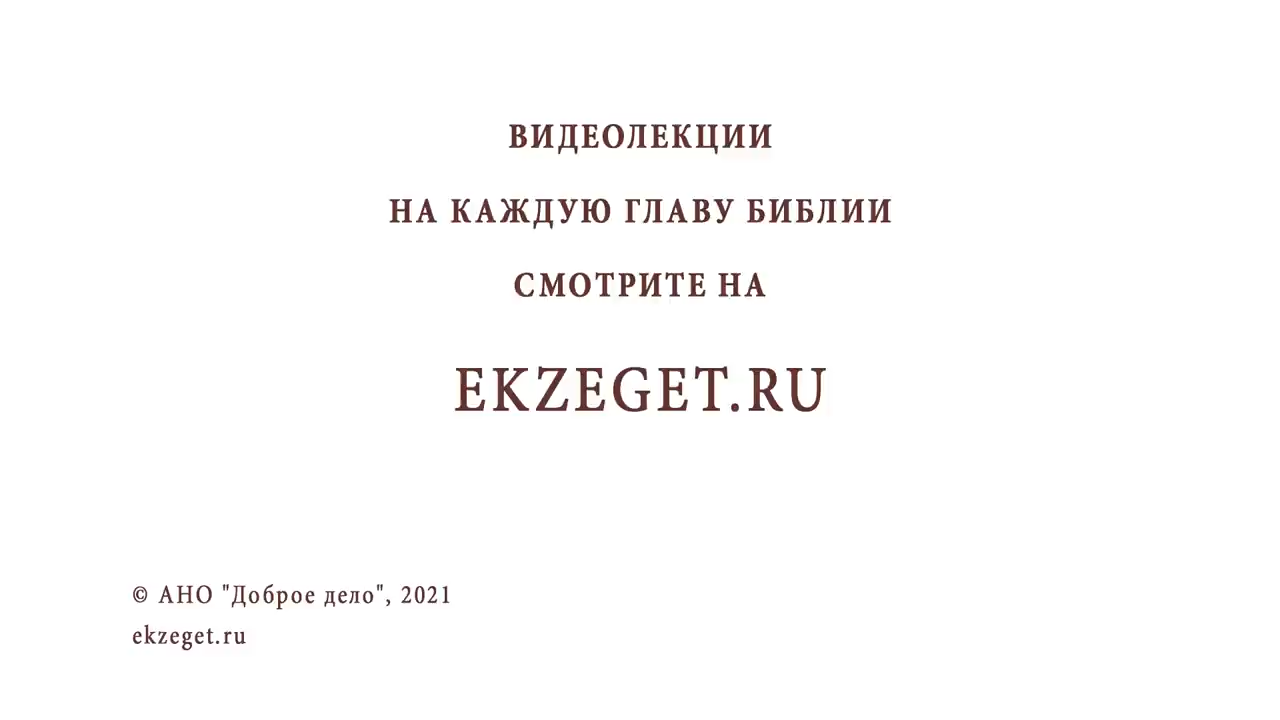 ВИДЕОЛЕКЦИИ
НА КАЖДУЮ ГЛАВУ БИБЛИИ
СМОТРИТЕ НА
EKZEGET.RU
© АНО "Доброе дело", 2021
ekzeget.ru